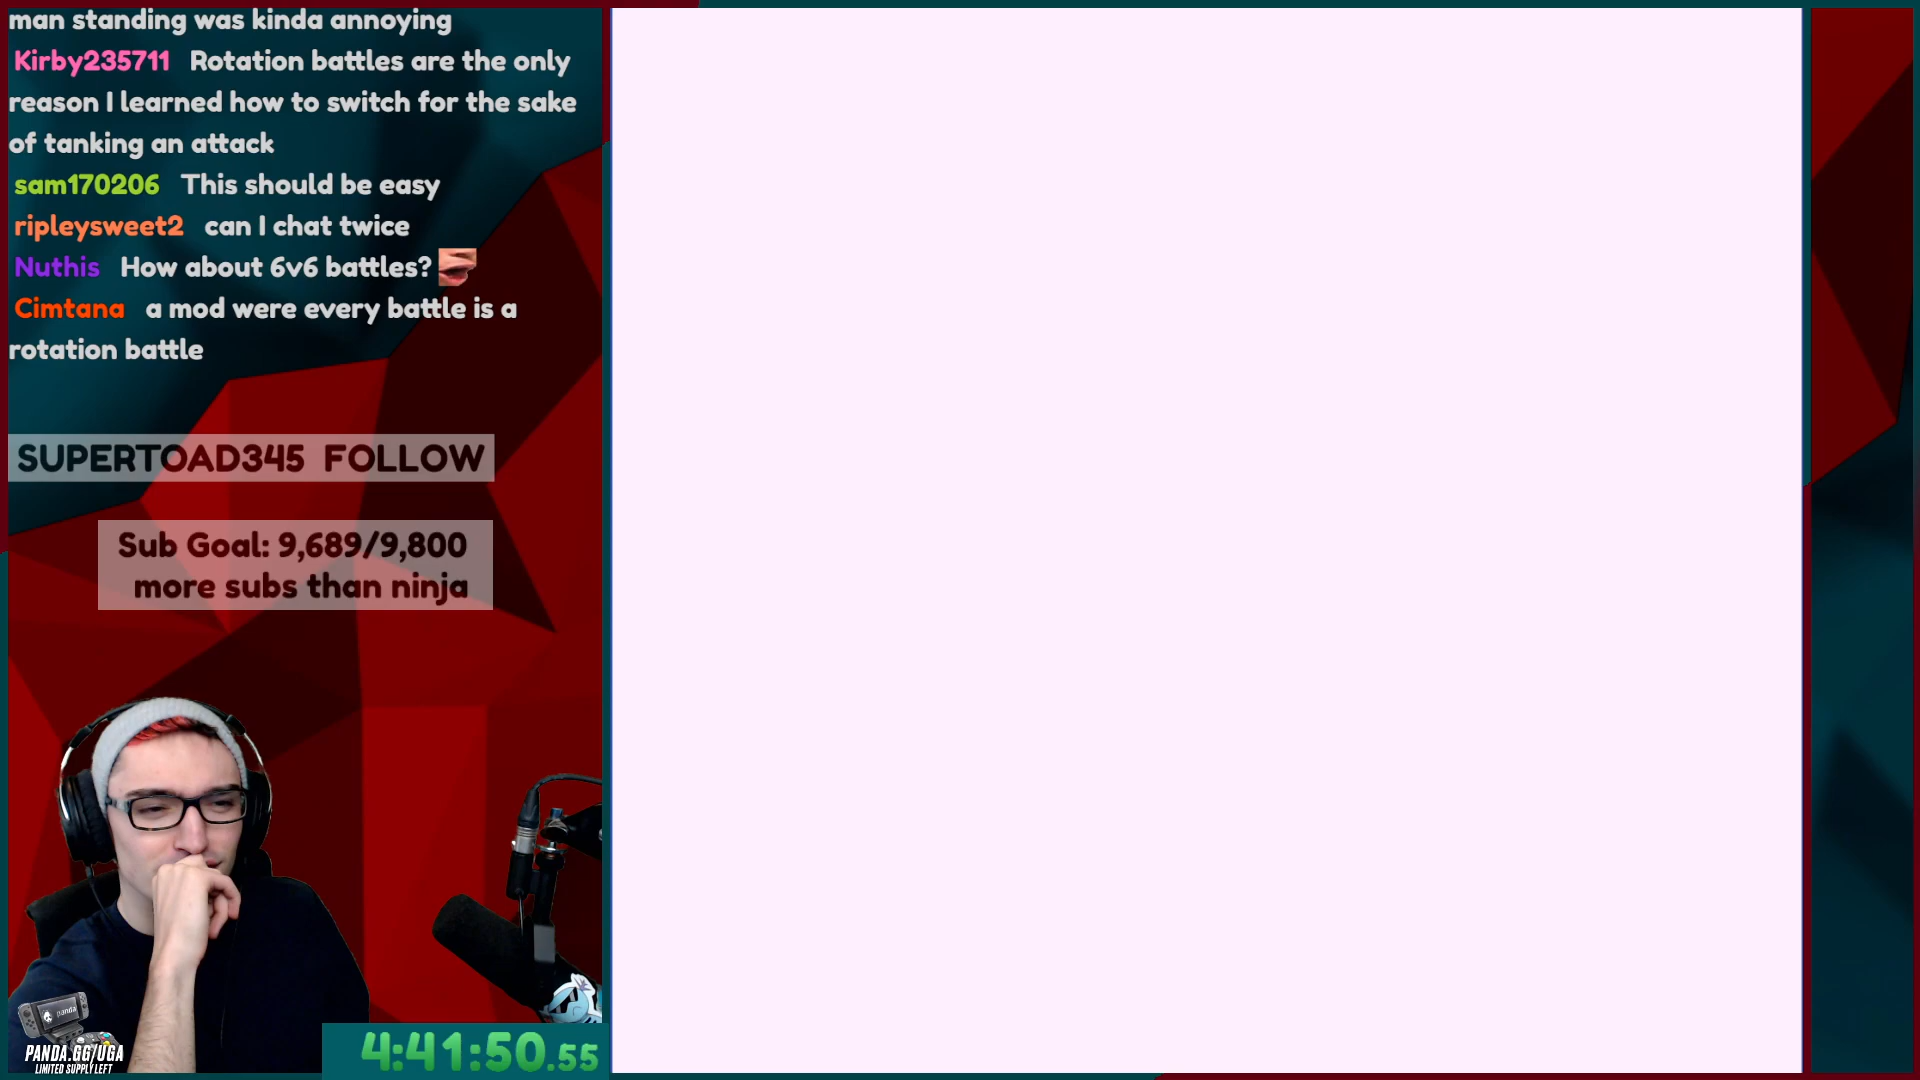 man standing was kinda annoying
Kirby235711 Rotation battles are the only
reason I learned how to switch for the sake
of tanking an attack
sam170206 This should be easy
ripleysweet2 can I chat twice
Nuthis How about 6v6 battles?
Cimtana a mod were every battle is a
rotation battle
SUPERTOAD345 FOLLOW
Sub Goal: 9,689/9,800
more subs than ninja
panda
PANDA.GG/UGA
LIMITED SUPPLY LEFT
4:41:50.55